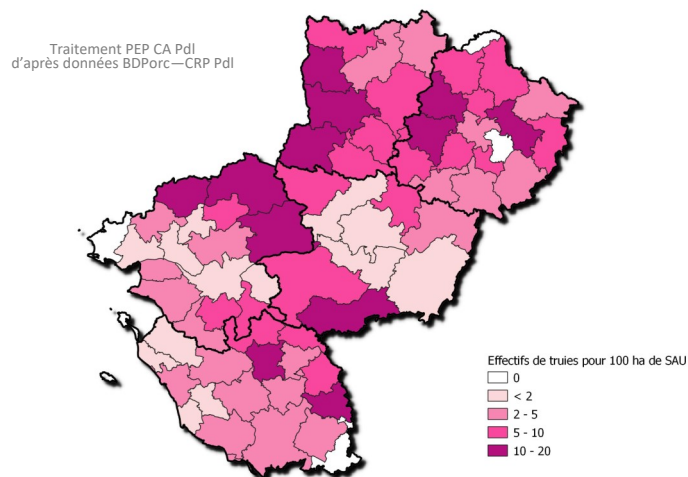 Traitement PEP CA Pdl
d'après données BDPorc—CRP Pdl
Effectifs de truies pour 100 ha de SAU
0
< 2
2 - 5
5 - 10
10 - 20